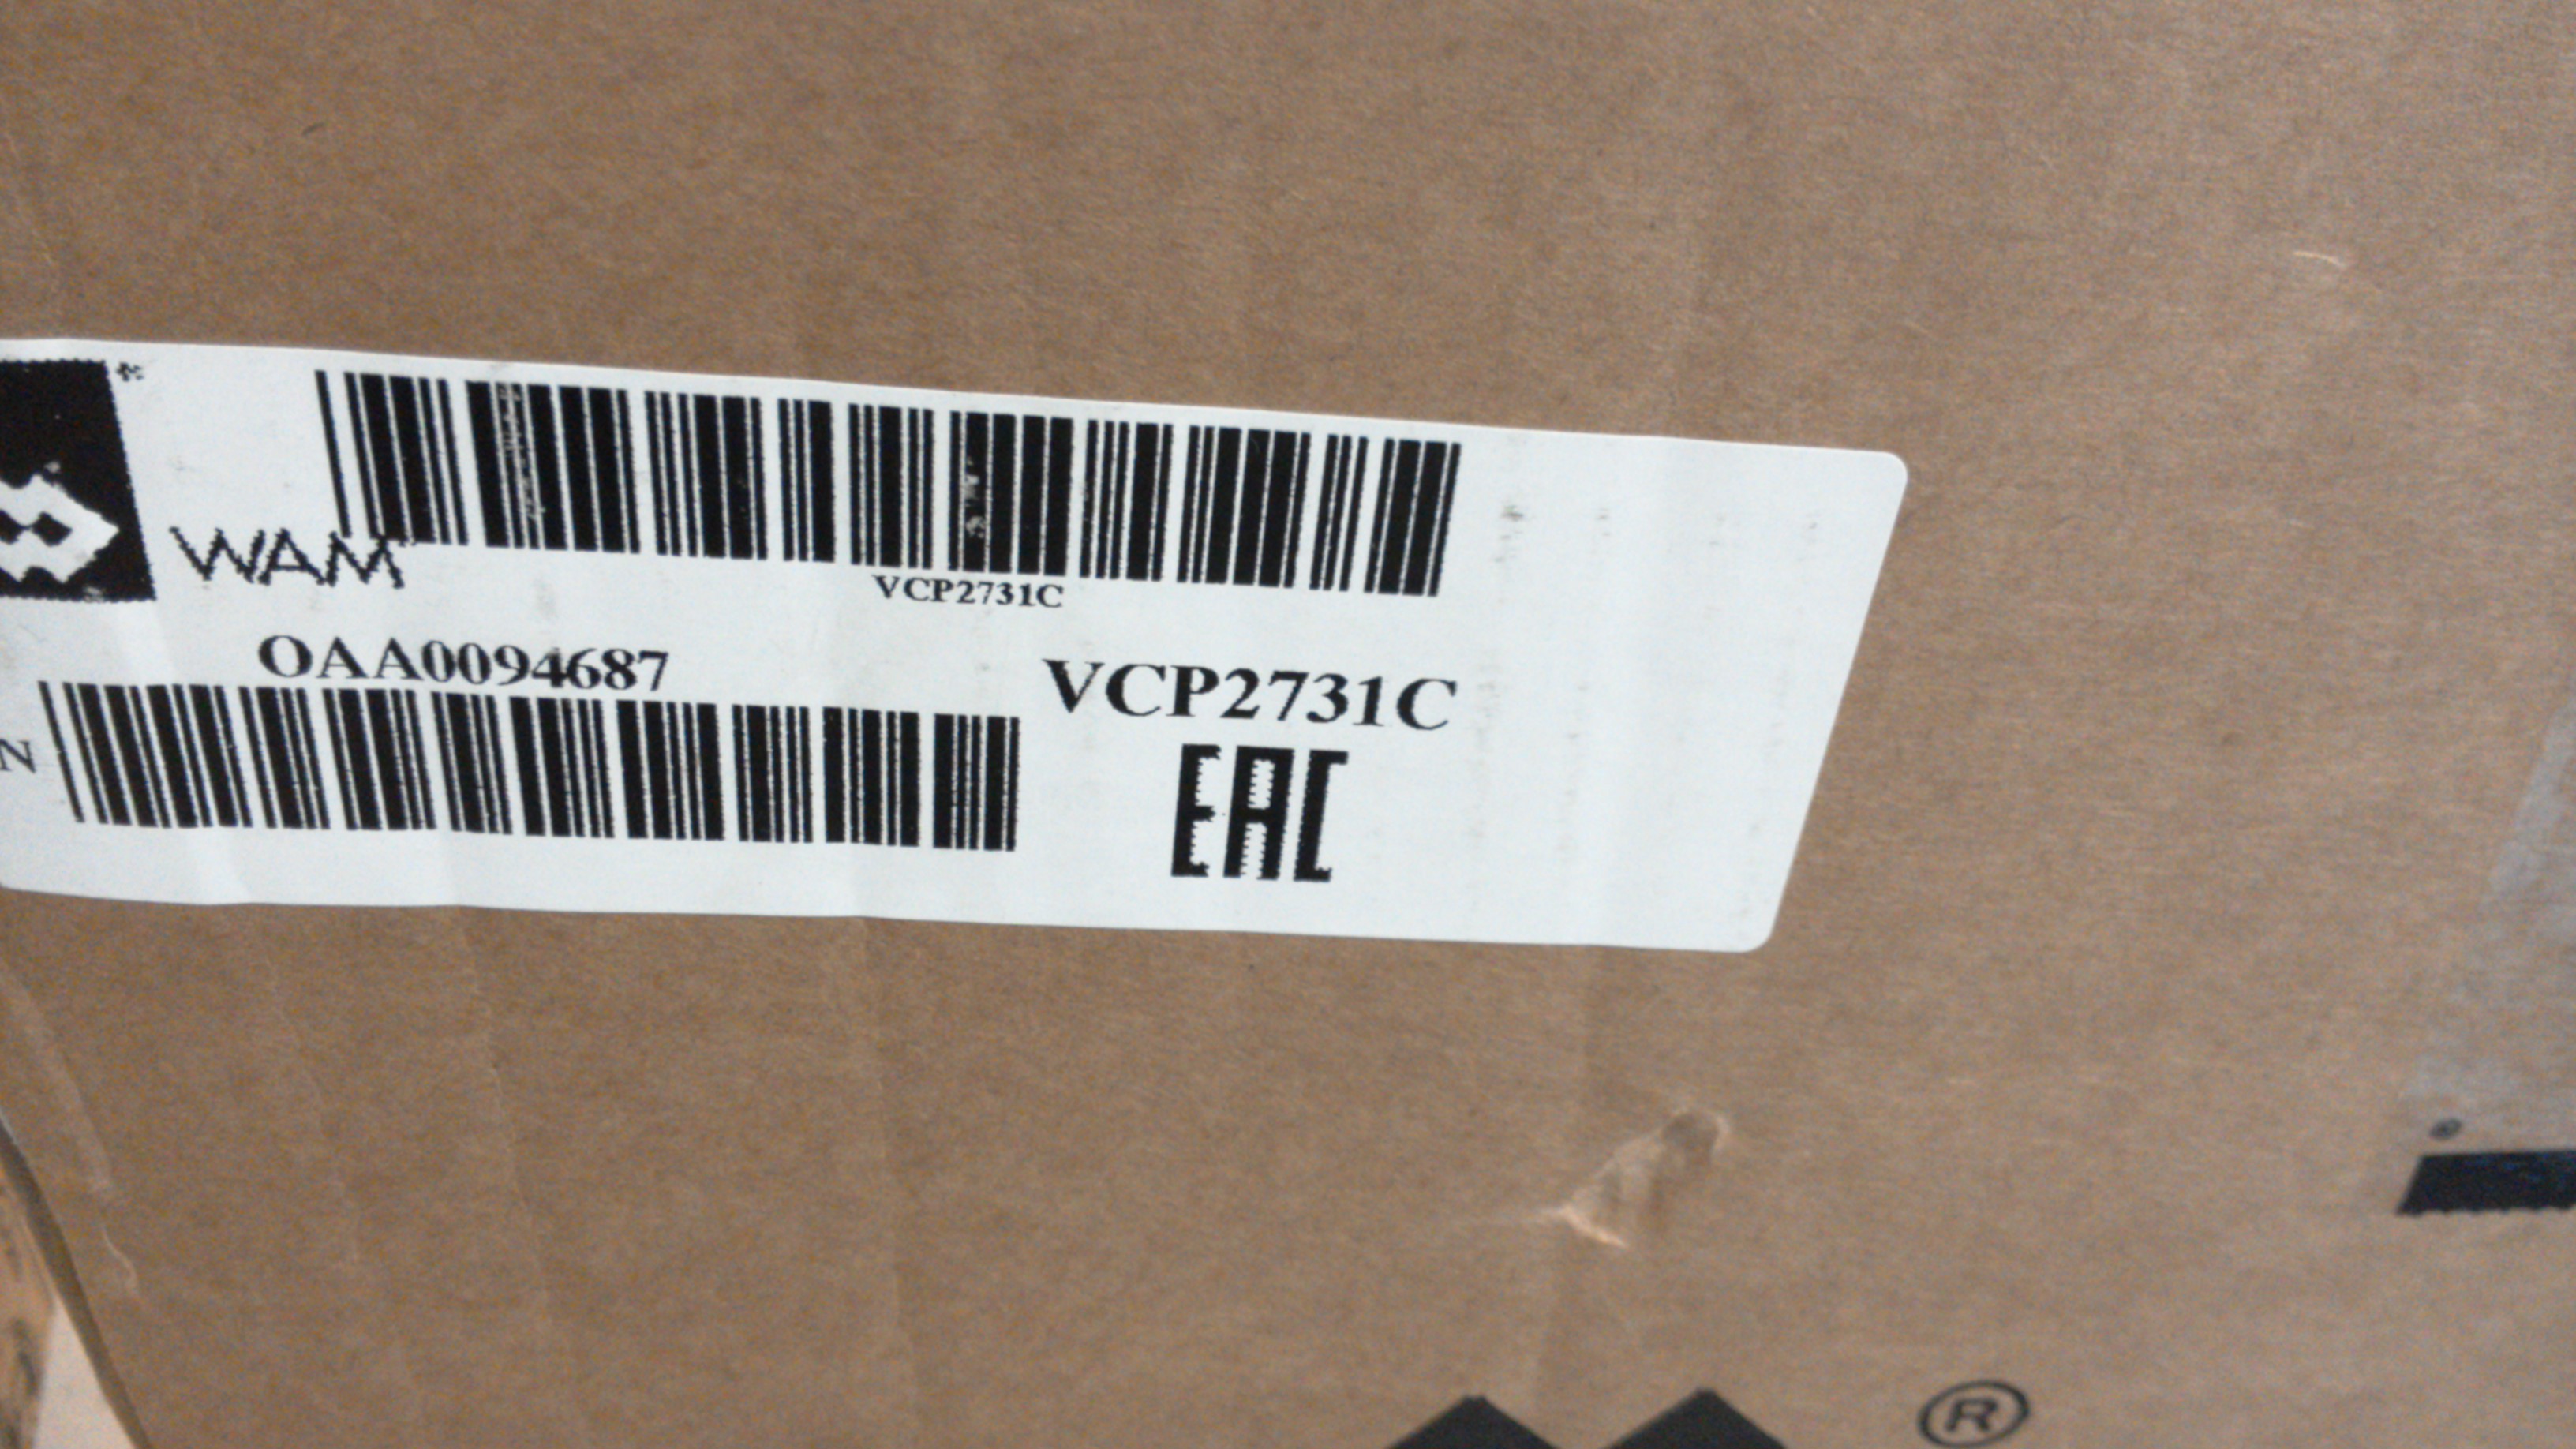 WAM
VCP2731C
OAA0094687
VCP2731C
N
EAC
®